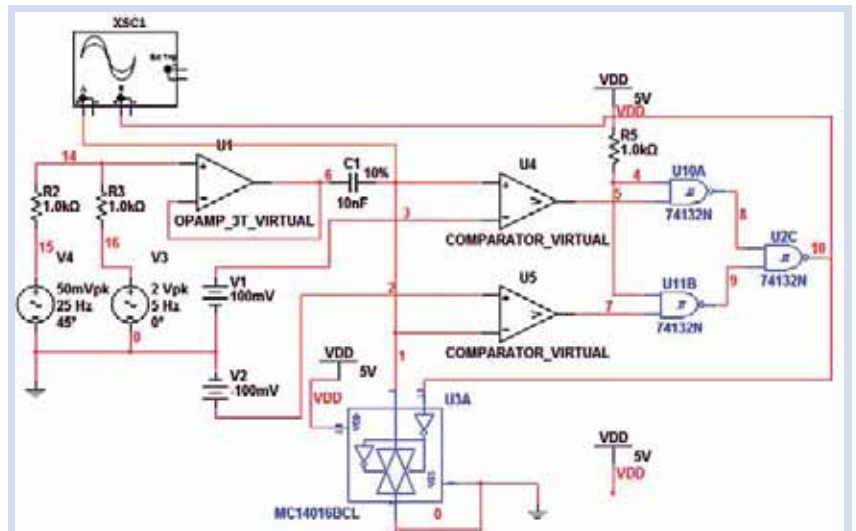 XSC1
A
B
VDD
5V
VDD
U1
14
R2
1.0kΩ
R3
1.0kΩ
6
C1
10%
10nF
OPAMP_3T_VIRTUAL
R5
1.0kΩ
U4
4
5
U10A
74132N
8
U2C
10
74132N
COMPARATOR_VIRTUAL
3
15
16
V4
50mVpk
25 Hz
45°
V3
2 Vpk
5 Hz
0°
0
V1
100mV
2
U5
7
U11B
74132N
9
COMPARATOR_VIRTUAL
1
V2
-100mV
VDD
5V
VDD
U3A
VDD
VSS
MC14016BCL
0
VDD
5V
VDD